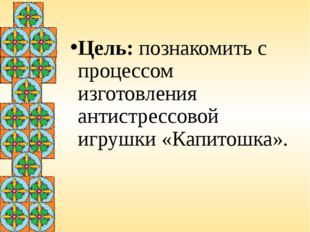 •Цель: познакомить с
процессом
изготовления
антистрессовой
игрушки «Капитошка».